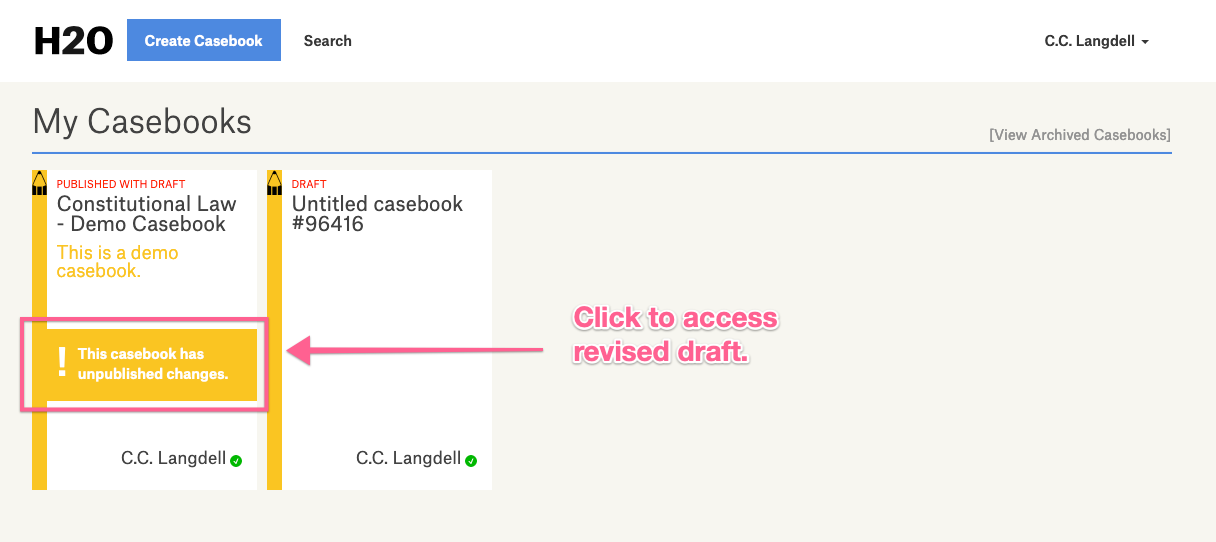 H2O
Create Casebook
Search
C.C. Langdell
My Casebooks
[View Archived Casebooks]
PUBLISHED WITH DRAFT
Constitutional Law
- Demo Casebook
This is a demo
casebook.
!
This casebook has
unpublished changes.
C.C. Langdell
DRAFT
Untitled casebook
#96416
C.C. Langdell
Click to access
revised draft.